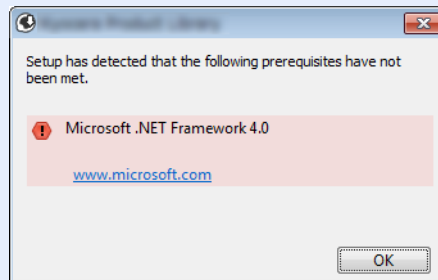 Setup has detected that the following prerequisites have not
been met.
Microsoft .NET Framework 4.0
www.microsoft.com
OK